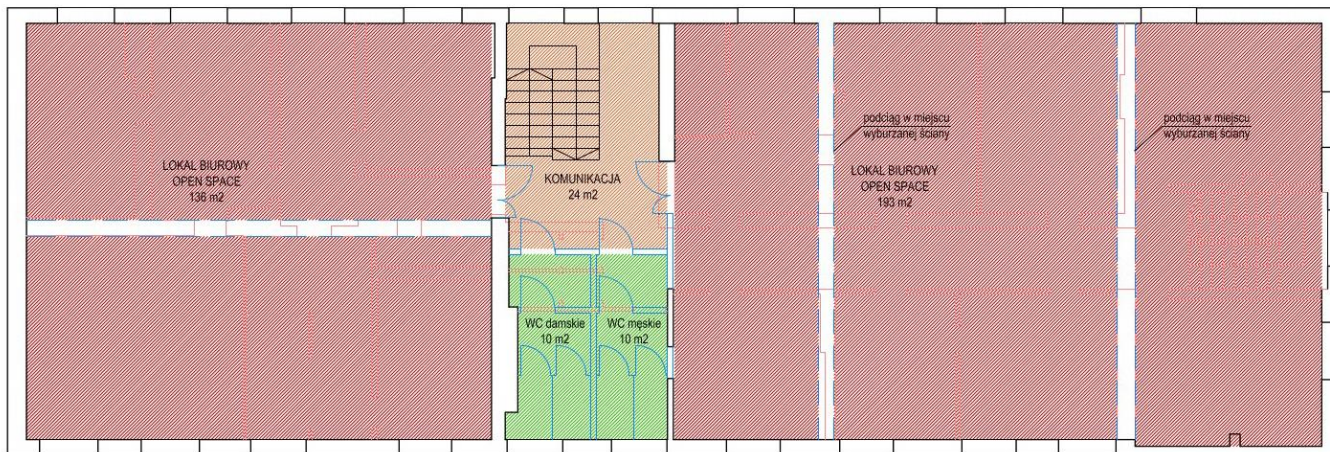 LOKAL BIUROWY
OPEN SPACE
136 m2
KOMUNIKACJA
24 m2
podciąg w miejscu
wyburzanej ściany
LOKAL BIUROWY
OPEN SPACE
193 m2
podciąg w miejscu
wyburzanej ściany
WC damskie
10 m2
WC męskie
10 m2